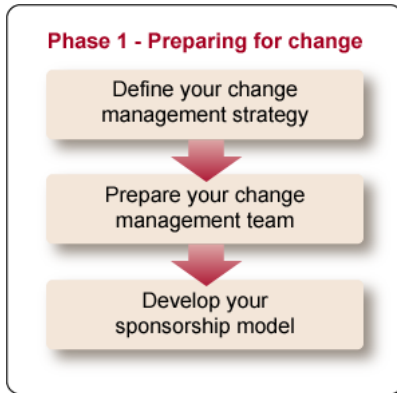 Phase 1 - Preparing for change
Define your change
management strategy
Prepare your change
management team
Develop your
sponsorship model